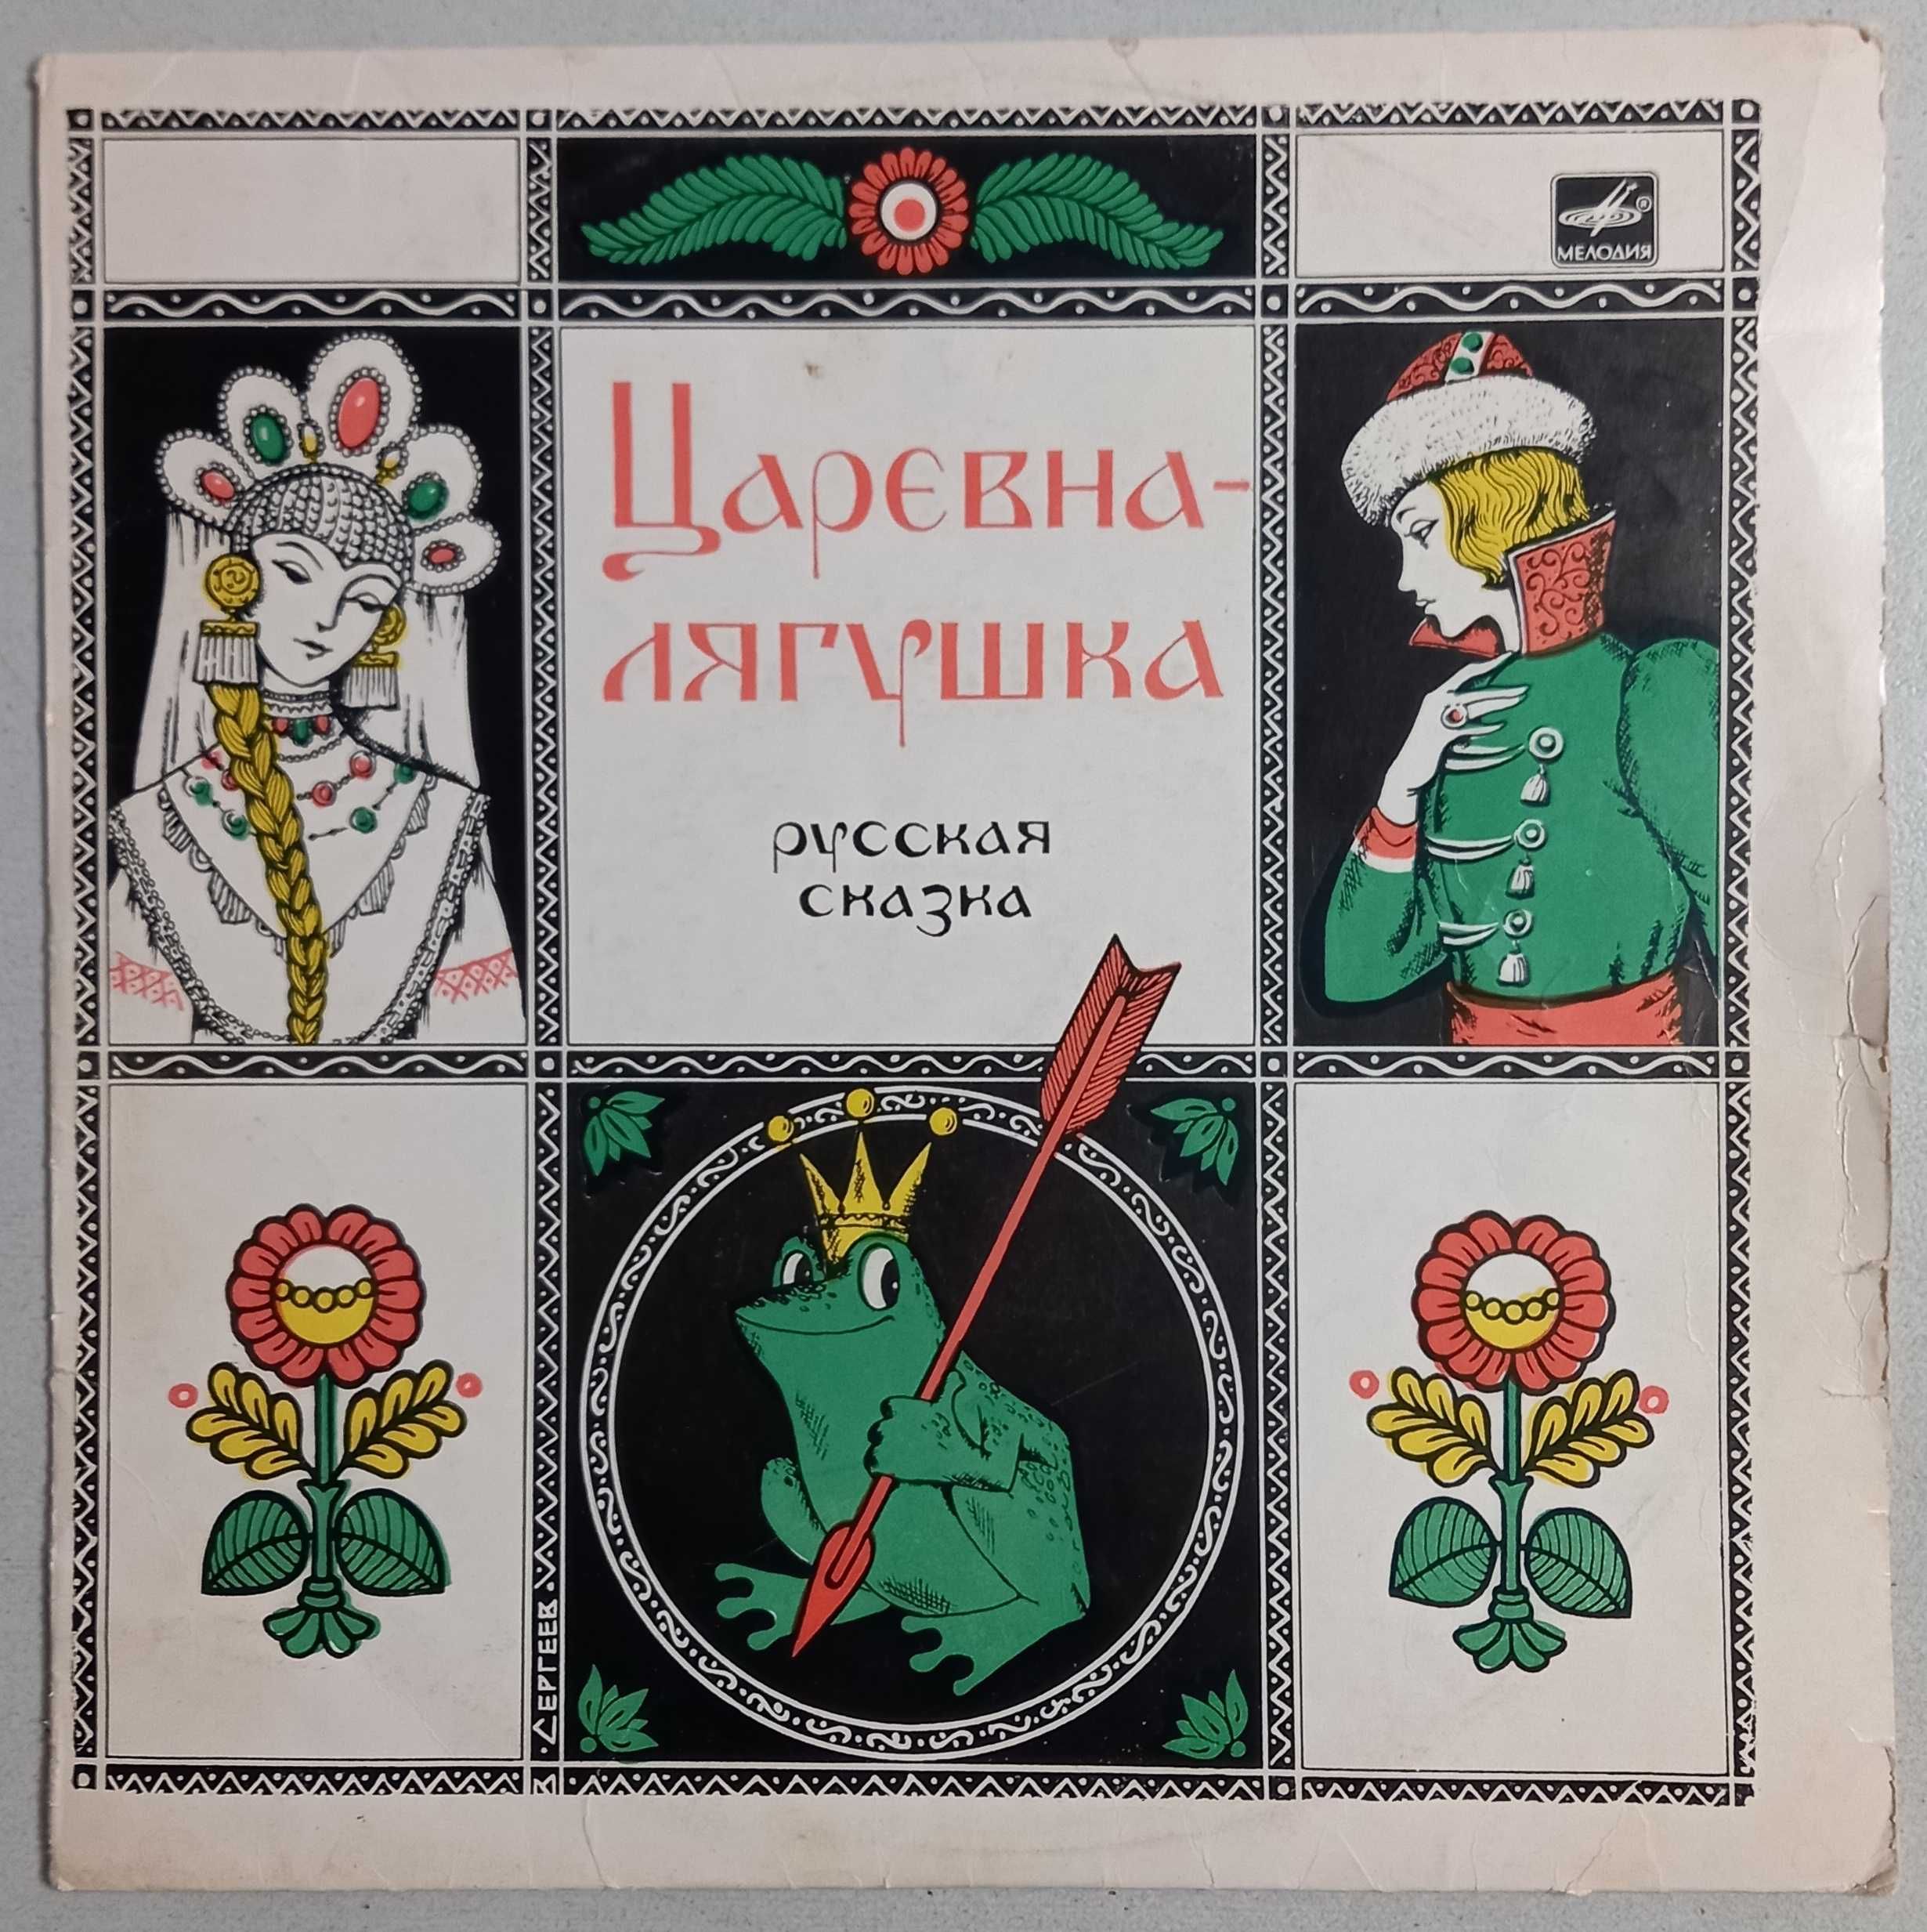 МЕЛОДИЯ
Царевна-
лягушка
русская
сказка
М. СЕРГЕЕВ